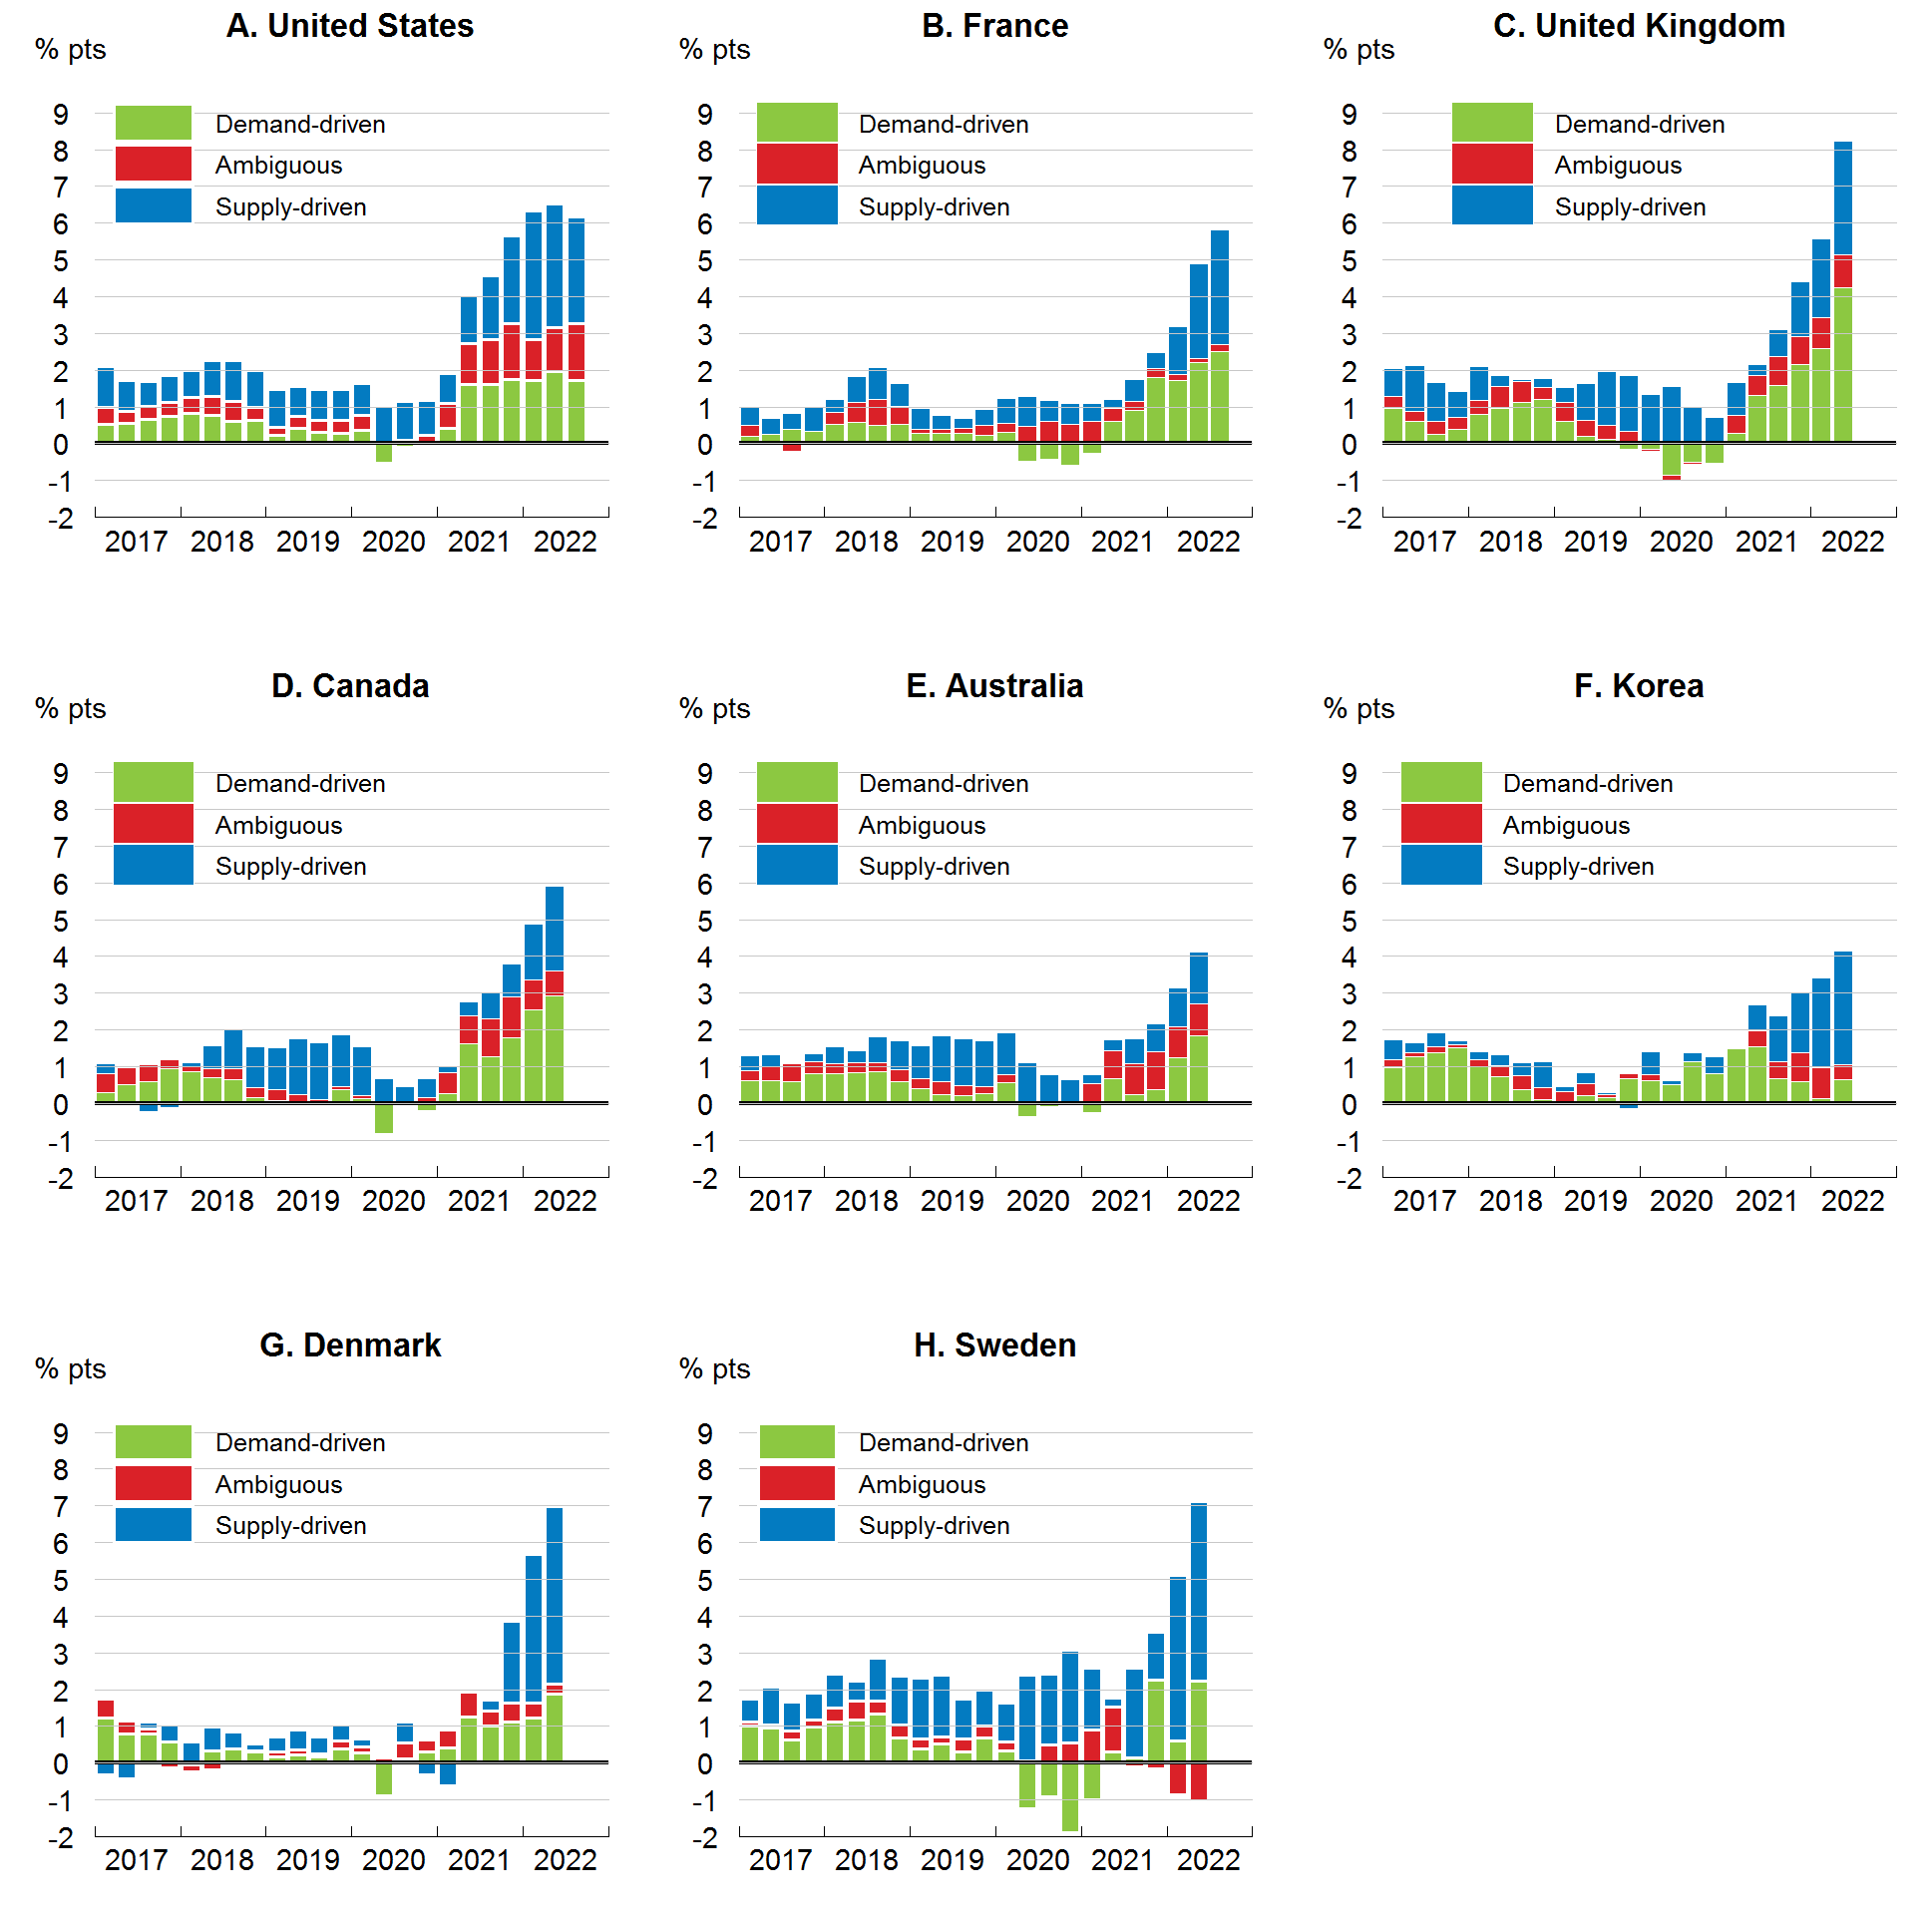 A. United States
% pts
9
8
7
6
5
4
3
2
1
0
-1
-2
Demand-driven
Ambiguous
Supply-driven
2017 2018 2019 2020 2021 2022
B. France
% pts
9
8
7
6
5
4
3
2
1
0
-1
-2
Demand-driven
Ambiguous
Supply-driven
2017 2018 2019 2020 2021 2022
C. United Kingdom
% pts
9
8
7
6
5
4
3
2
1
0
-1
-2
Demand-driven
Ambiguous
Supply-driven
2017 2018 2019 2020 2021 2022
D. Canada
% pts
9
8
7
6
5
4
3
2
1
0
-1
-2
Demand-driven
Ambiguous
Supply-driven
2017 2018 2019 2020 2021 2022
E. Australia
% pts
9
8
7
6
5
4
3
2
1
0
-1
-2
Demand-driven
Ambiguous
Supply-driven
2017 2018 2019 2020 2021 2022
F. Korea
% pts
9
8
7
6
5
4
3
2
1
0
-1
-2
Demand-driven
Ambiguous
Supply-driven
2017 2018 2019 2020 2021 2022
G. Denmark
% pts
9
8
7
6
5
4
3
2
1
0
-1
-2
Demand-driven
Ambiguous
Supply-driven
2017 2018 2019 2020 2021 2022
H. Sweden
% pts
9
8
7
6
5
4
3
2
1
0
-1
-2
Demand-driven
Ambiguous
Supply-driven
2017 2018 2019 2020 2021 2022